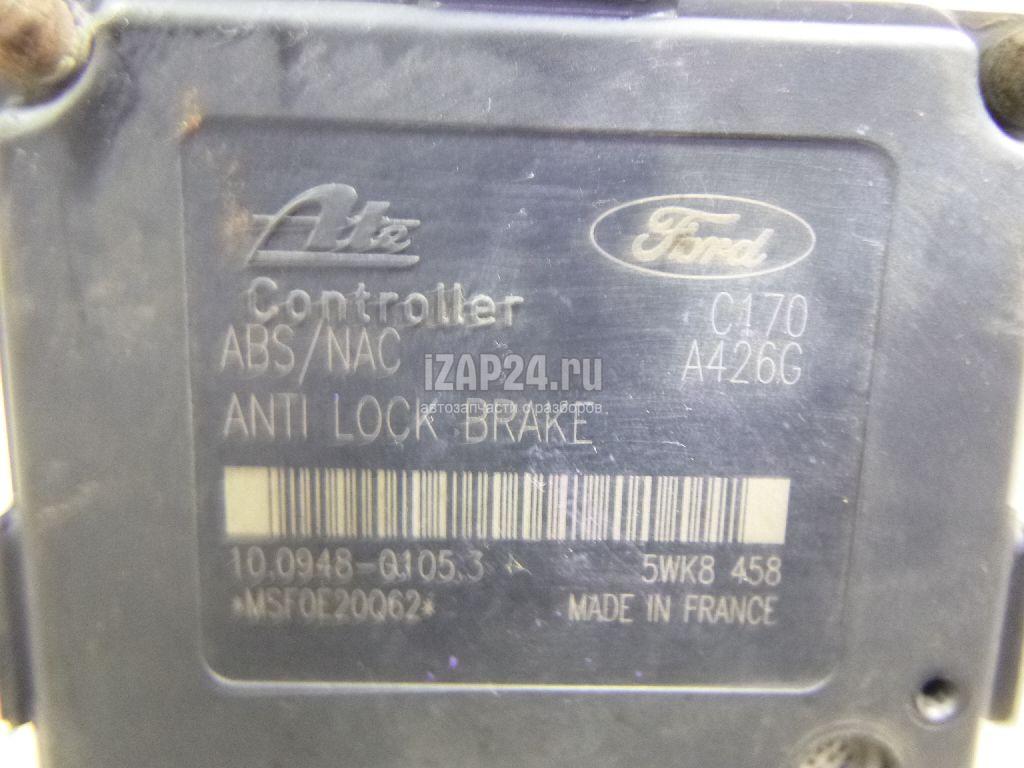 Ate
Ford
Controller
C170
ABS/NAC
A426G
iZAP24.ru
автозапчасти с разборов
ANTI LOCK BRAKE
10.0948-0105.3
5WK8 458
*MSF0E20Q62*
MADE IN FRANCE